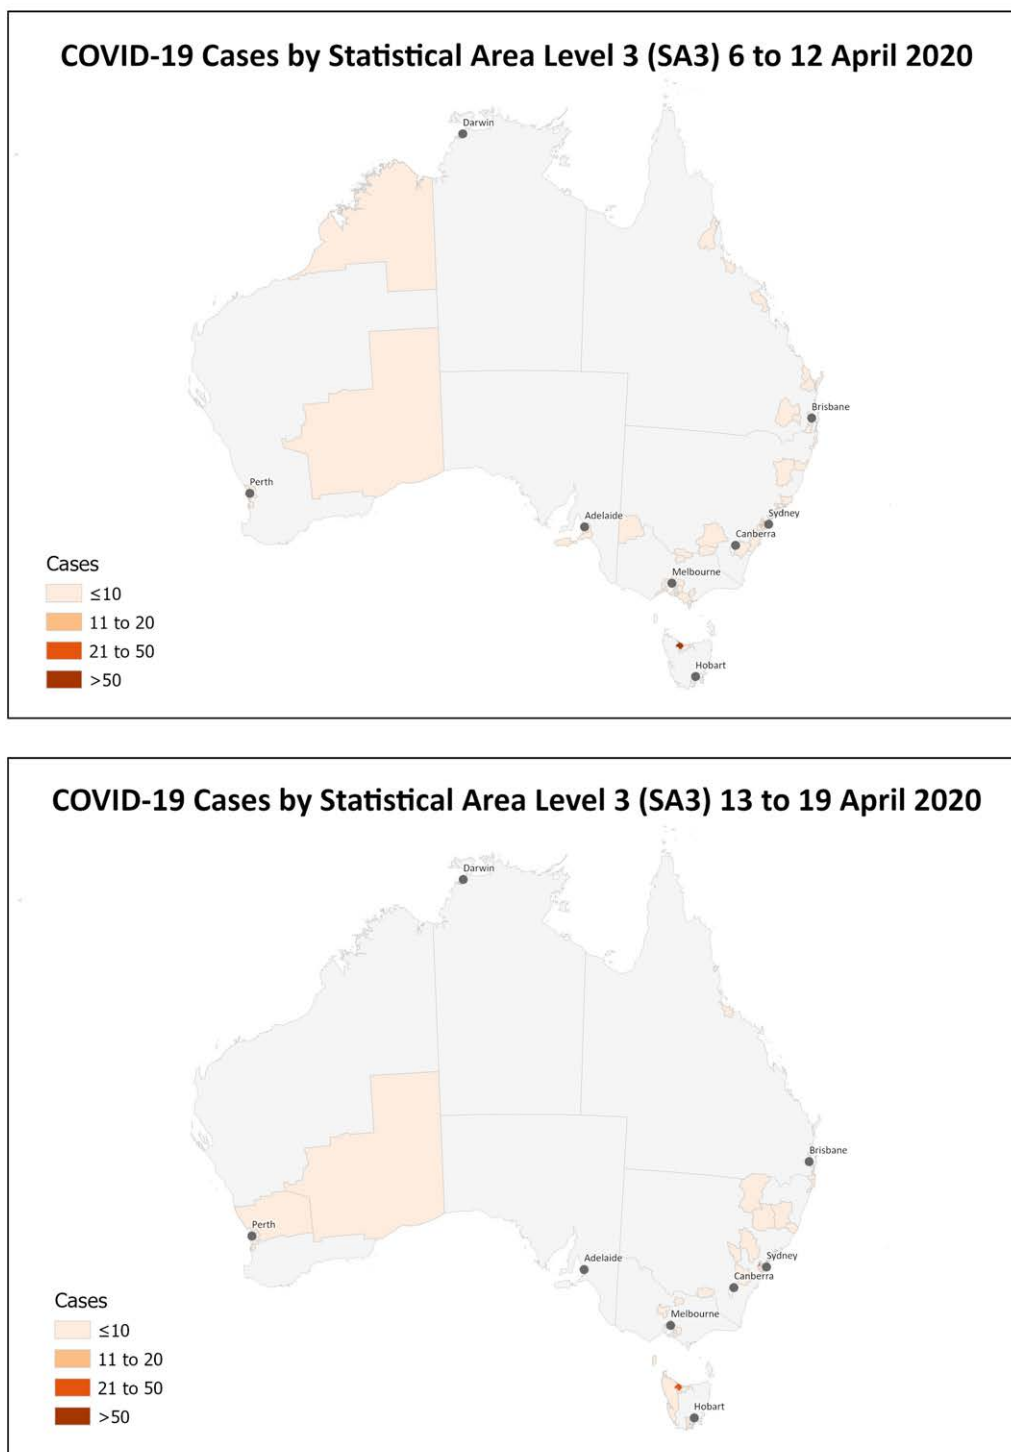 COVID-19 Cases by Statistical Area Level 3 (SA3) 6 to 12 April 2020
Darwin
Brisbane
Perth
Adelaide
Sydney
Canberra
Melbourne
Hobart
Cases
≤10
11 to 20
21 to 50
>50
COVID-19 Cases by Statistical Area Level 3 (SA3) 13 to 19 April 2020
Darwin
Brisbane
Perth
Adelaide
Sydney
Canberra
Melbourne
Hobart
Cases
≤10
11 to 20
21 to 50
>50